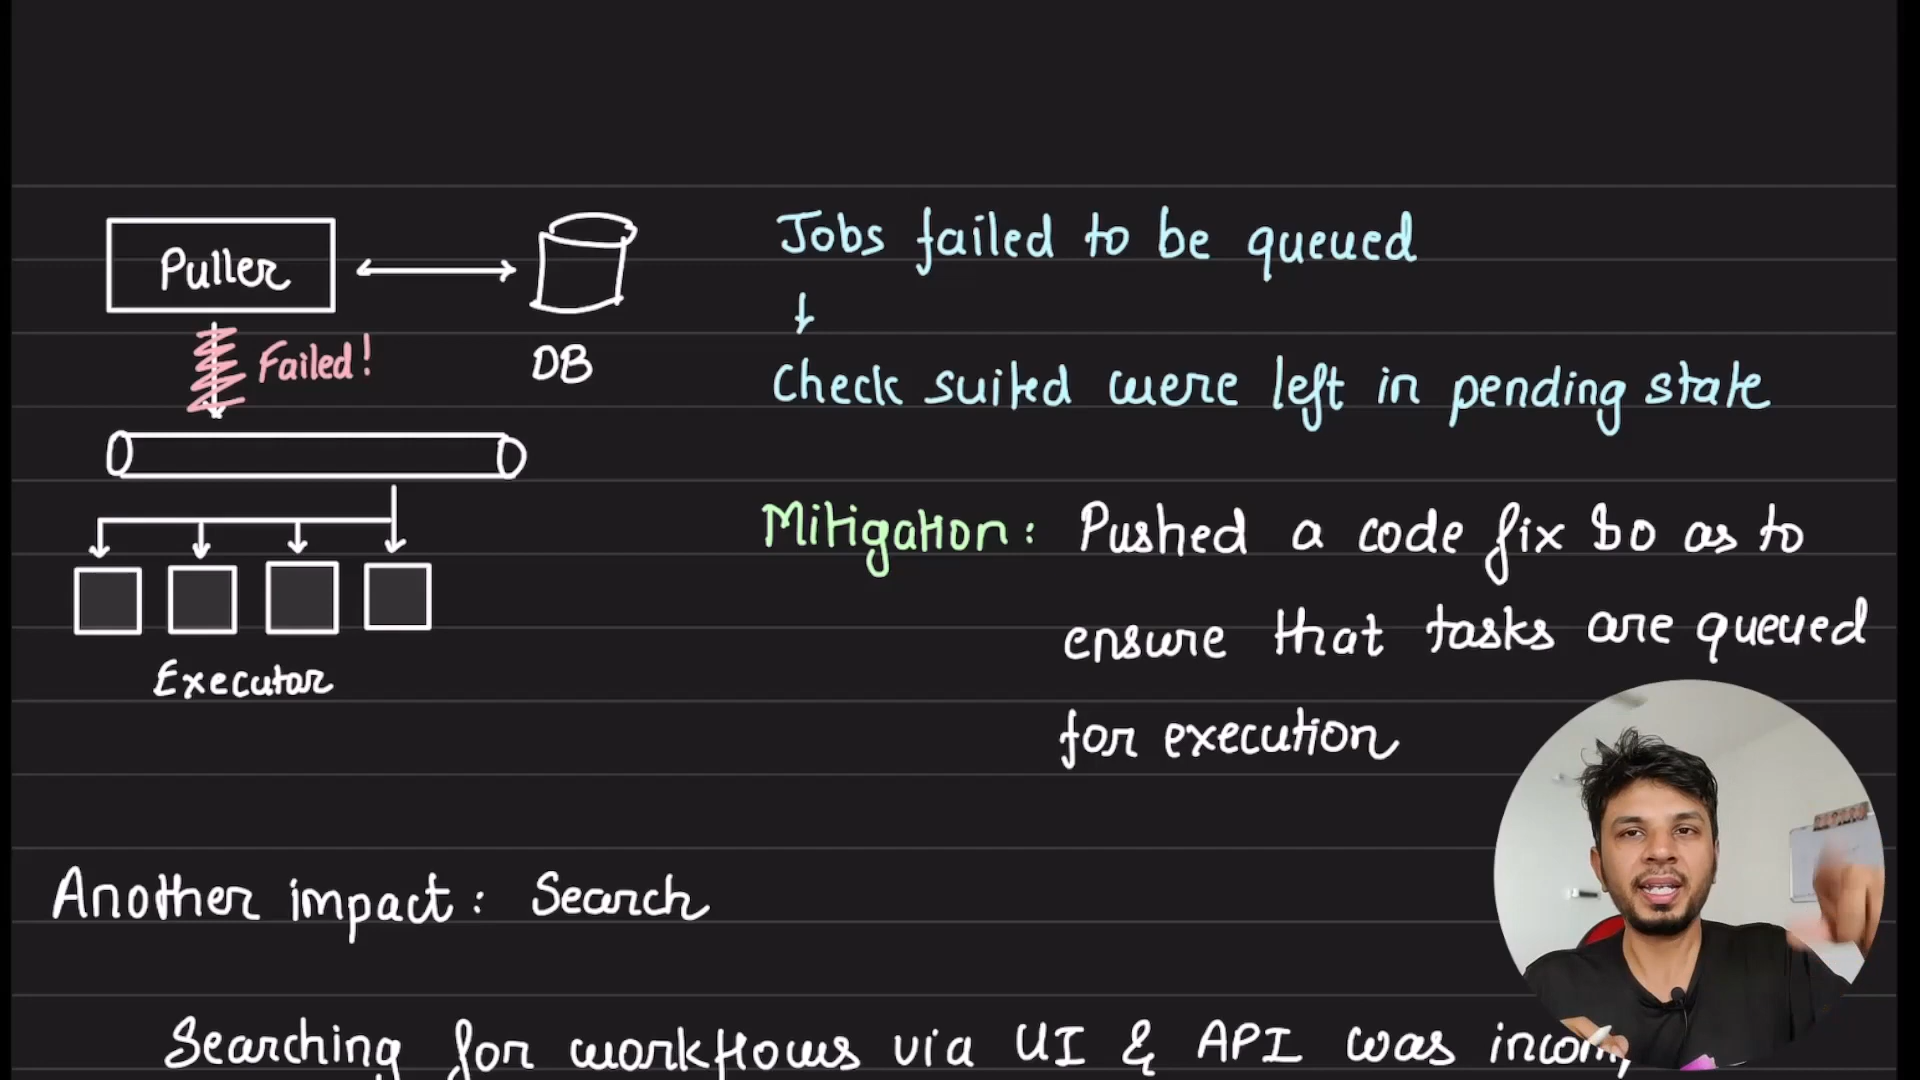 Puller
Failed!
DB
Executor
Jobs failed to be queued
Check suited were left in pending state
Mitigation: Pushed a code fix so as to
ensure that tasks are queued
for execution
Another impact: Search
Searching for workflows via UI & API was